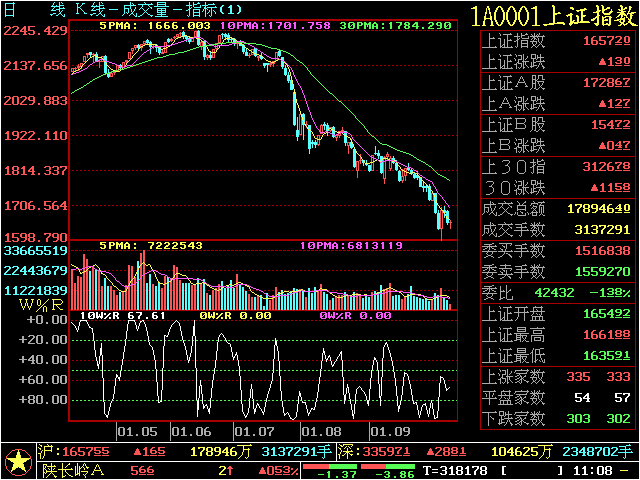 日 线 K线－成交量－指标(1)
1A0001上证指数
5PMA: 1666.003 10PMA:1701.758 30PMA:1784.290
2245.429
2137.656
2029.883
1922.110
1814.337
1706.564
1598.790
5PMA: 7222543 10PMA:6813119
33665519
22443679
11221839
W%R
10W%R 67.61 0W%R 0.00 0W%R 0.00
+0.00
+20.00
+40.00
+60.00
+80.00
01.05 01.06 01.07 01.08 01.09
上证指数 165720
上证涨跌 ▲130
上证A股 172867
上A涨跌 ▲127
上证B股 15472
上B涨跌 ▲047
上30指 312678
30涨跌 ▲1158
成交总额 17894640
成交手数 3137291
委买手数 1516838
委卖手数 1559270
委比 42432 -138%
上证开盘 165492
上证最高 166188
上证最低 163591
上涨家数 335 333
平盘家数 54 57
下跌家数 303 302
沪:165755 ▲165 178946万 3137291手 深:335971 ▲2881 104625万 2348702手
陕长岭A 566 2↑ ▲053% -1.37 -3.86 T=318178 [ ] 11:08 -